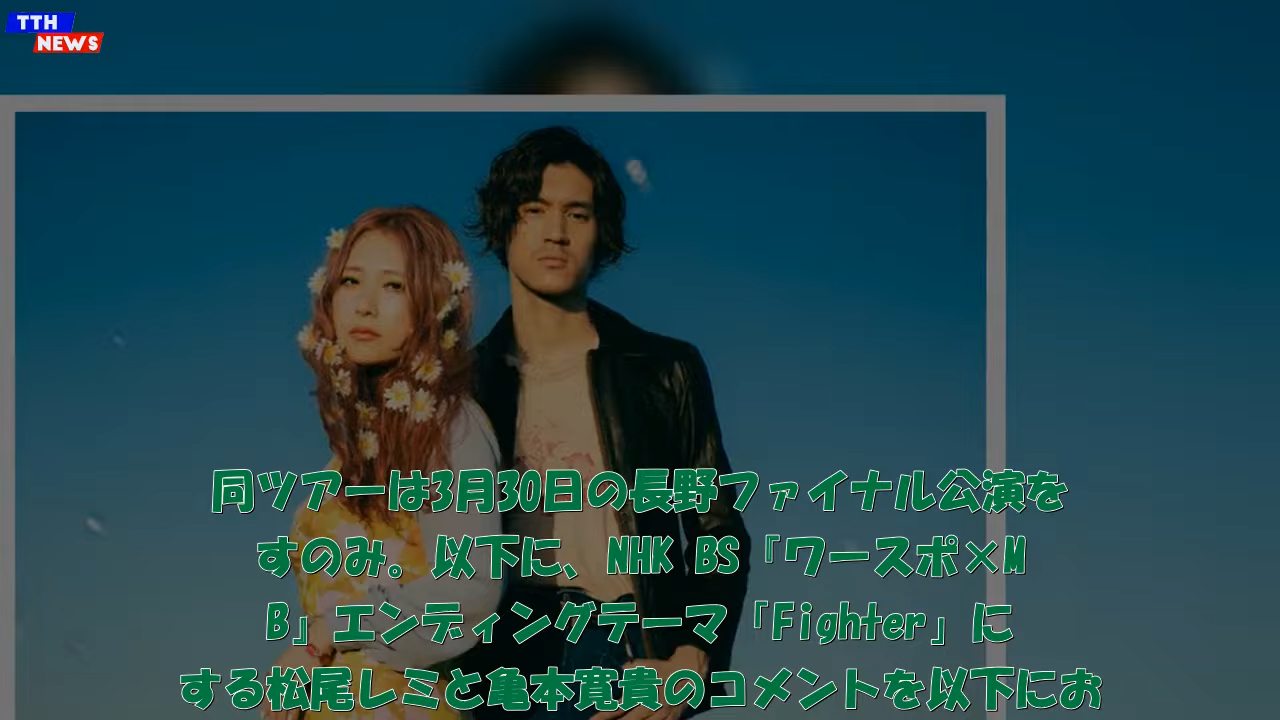 TTH
NEWS
同ツアーは3月30日の長野ファイナル公演を
すのみ。以下に、NHK BS『ワースポ×M
B』エンディングテーマ「Fighter」に
する松尾レミと亀本寛貴のコメントを以下にお